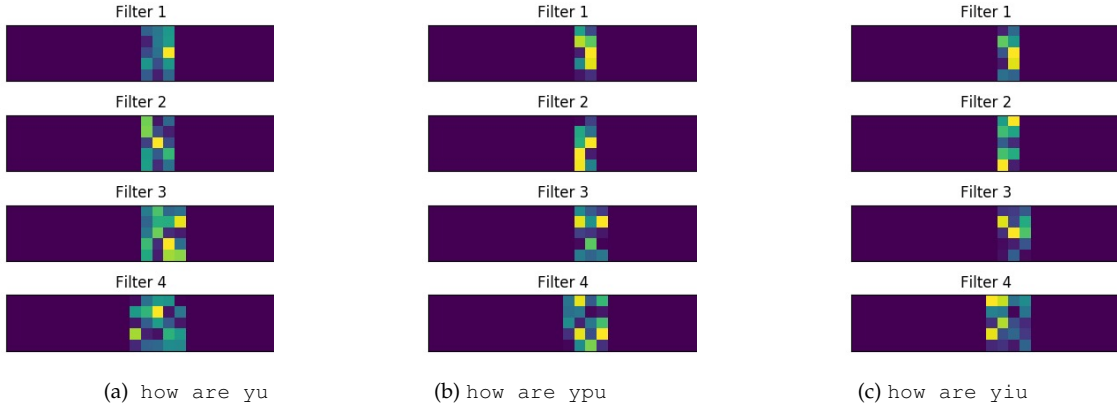 Filter 1 Filter 1 Filter 1
Filter 2 Filter 2 Filter 2
Filter 3 Filter 3 Filter 3
Filter 4 Filter 4 Filter 4
(a) how are yu (b) how are ypu (c) how are yiu